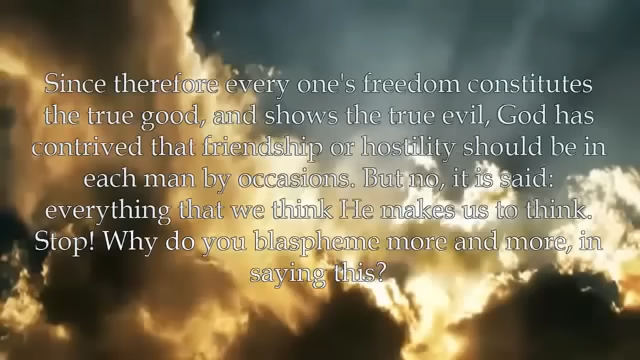 Since therefore every one's freedom constitutes
the true good, and shows the true evil, God has
contrived that friendship or hostility should be in
each man by occasions. But no, it is said:
everything that we think He makes us to think.
Stop! Why do you blaspheme more and more, in
saying this?